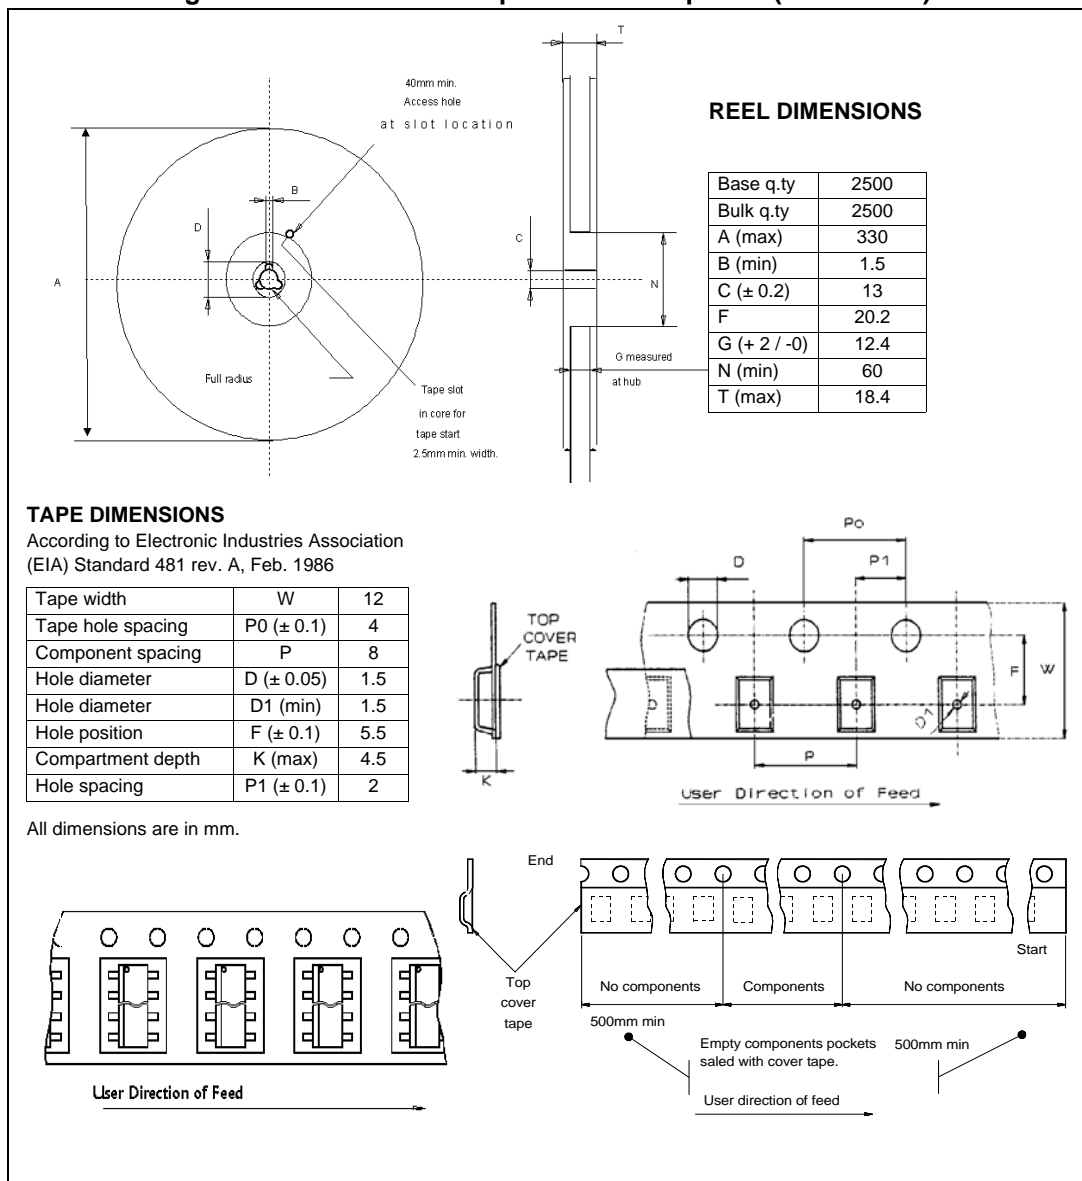 T
40mm min.
Access hole
at slot location
REEL DIMENSIONS
Base q.ty 2500
Bulk q.ty 2500
A (max) 330
B (min) 1.5
C (± 0.2) 13
F 20.2
G (+ 2 / -0) 12.4
N (min) 60
T (max) 18.4
B
D
C
A
N
G measured
at hub
Full radius
Tape slot
in core for
tape start
2.5mm min. width.
TAPE DIMENSIONS
According to Electronic Industries Association
(EIA) Standard 481 rev. A, Feb. 1986
Tape width W 12
Tape hole spacing P0 (± 0.1) 4
Component spacing P 8
Hole diameter D (± 0.05) 1.5
Hole diameter D1 (min) 1.5
Hole position F (± 0.1) 5.5
Compartment depth K (max) 4.5
Hole spacing P1 (± 0.1) 2
All dimensions are in mm.
Po
D
P1
TOP
COVER
TAPE
F
W
D1
P
K
User Direction of Feed
End
Start
Top
cover
tape
No components
Components
No components
500mm min
Empty components pockets
saled with cover tape.
500mm min
User direction of feed
User Direction of Feed